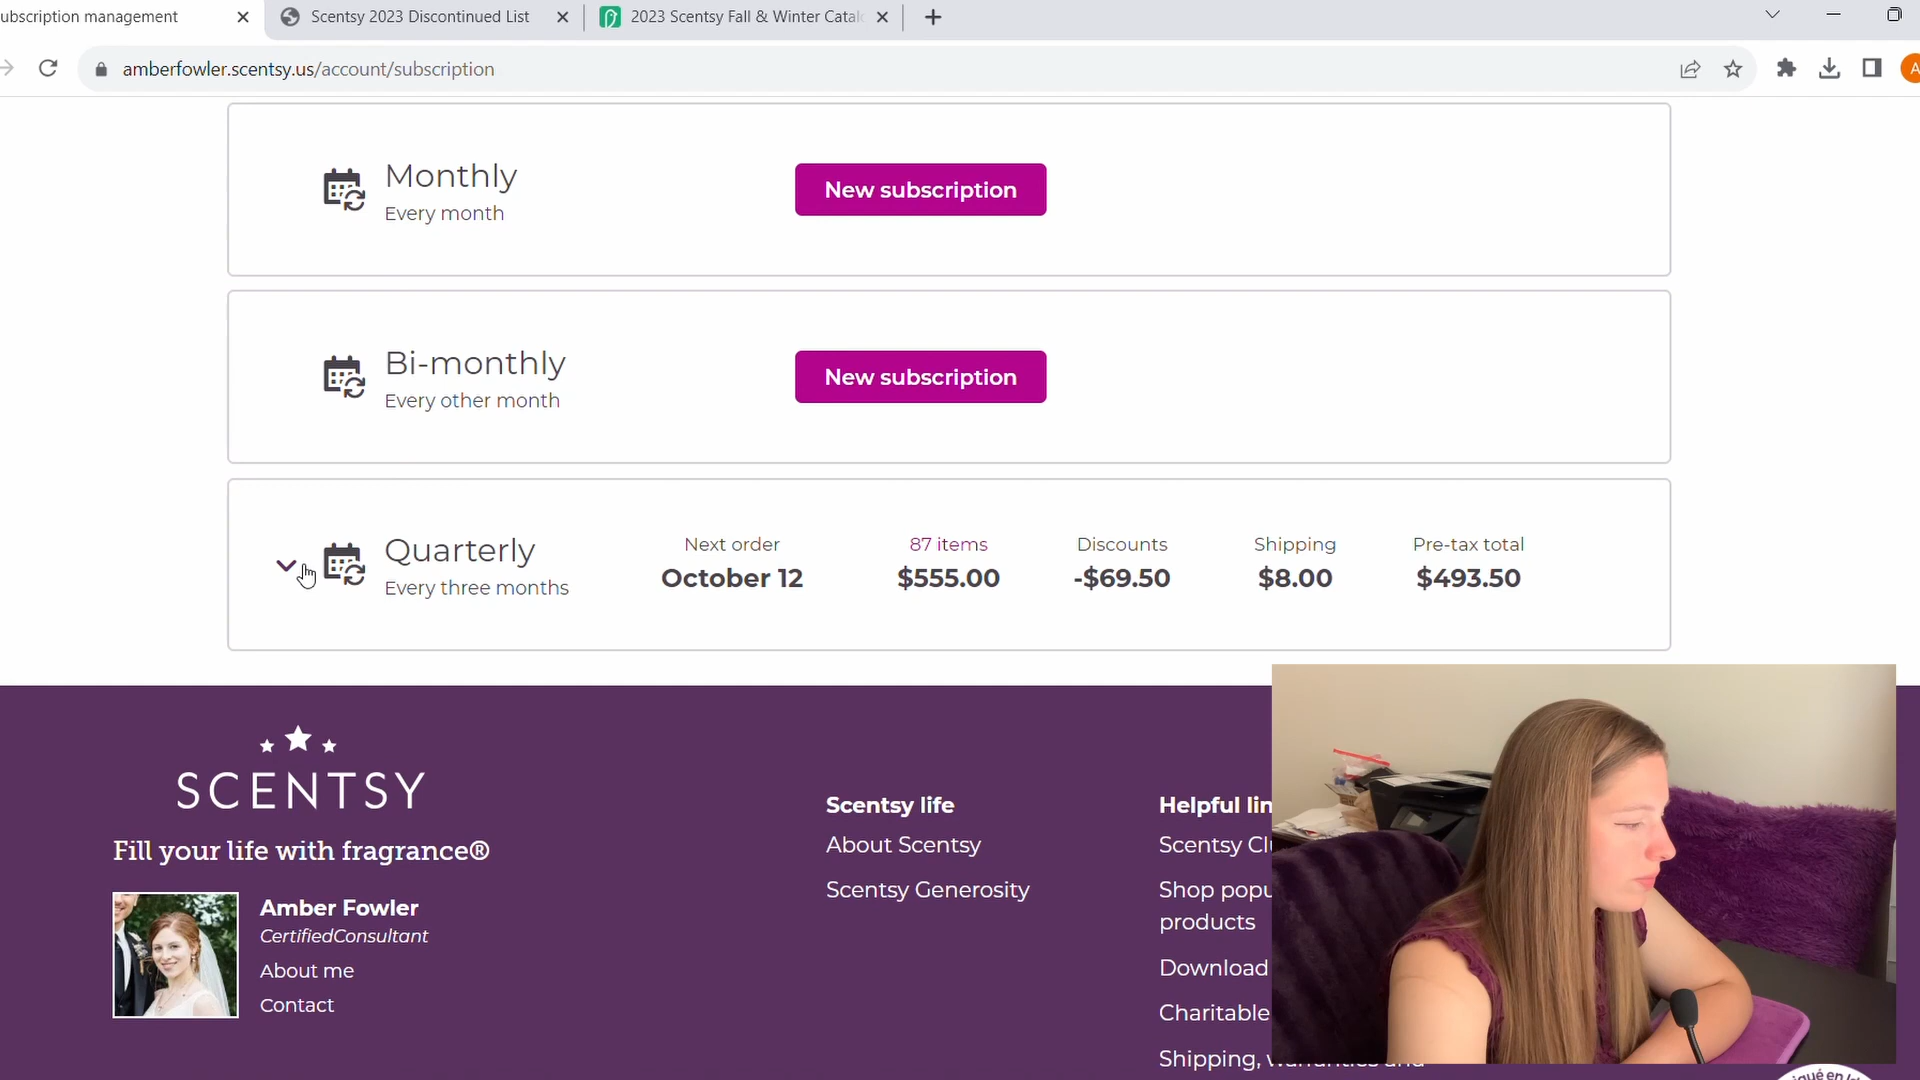 ubscription management
Scentsy 2023 Discontinued List
2023 Scentsy Fall & Winter Catal
amberfowler.scentsy.us/account/subscription
A
Monthly
Every month
New subscription
Bi-monthly
Every other month
New subscription
Quarterly
Every three months
Next order
October 12
87 items
$555.00
Discounts
-$69.50
Shipping
$8.00
Pre-tax total
$493.50
SCENTSY
Fill your life with fragrance®
Amber Fowler
CertifiedConsultant
About me
Contact
Scentsy life
About Scentsy
Scentsy Generosity
Helpful lin
Scentsy Cl
Shop popu
products
Download
Charitable
Shipping, warranties and